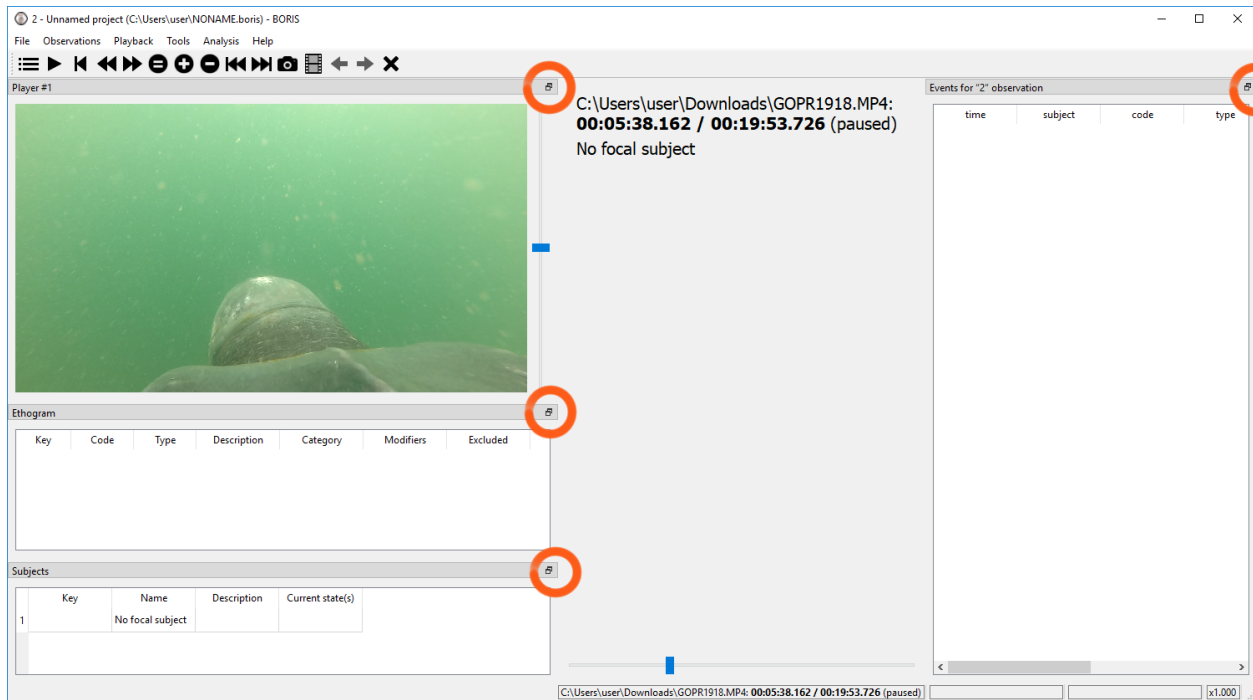 2 - Unnamed project (C:\Users\user\NONAME.boris) - BORIS
File Observations Playback Tools Analysis Help
Player #1
C:\Users\user\Downloads\GOPR1918.MP4:
00:05:38.162 / 00:19:53.726 (paused)
No focal subject
Events for "2" observation
time subject code type
Ethogram
Key Code Type Description Category Modifiers Excluded
Subjects
Key Name Description Current state(s)
1 No focal subject
C:\Users\user\Downloads\GOPR1918.MP4: 00:05:38.162 / 00:19:53.726 (paused)
x1.000